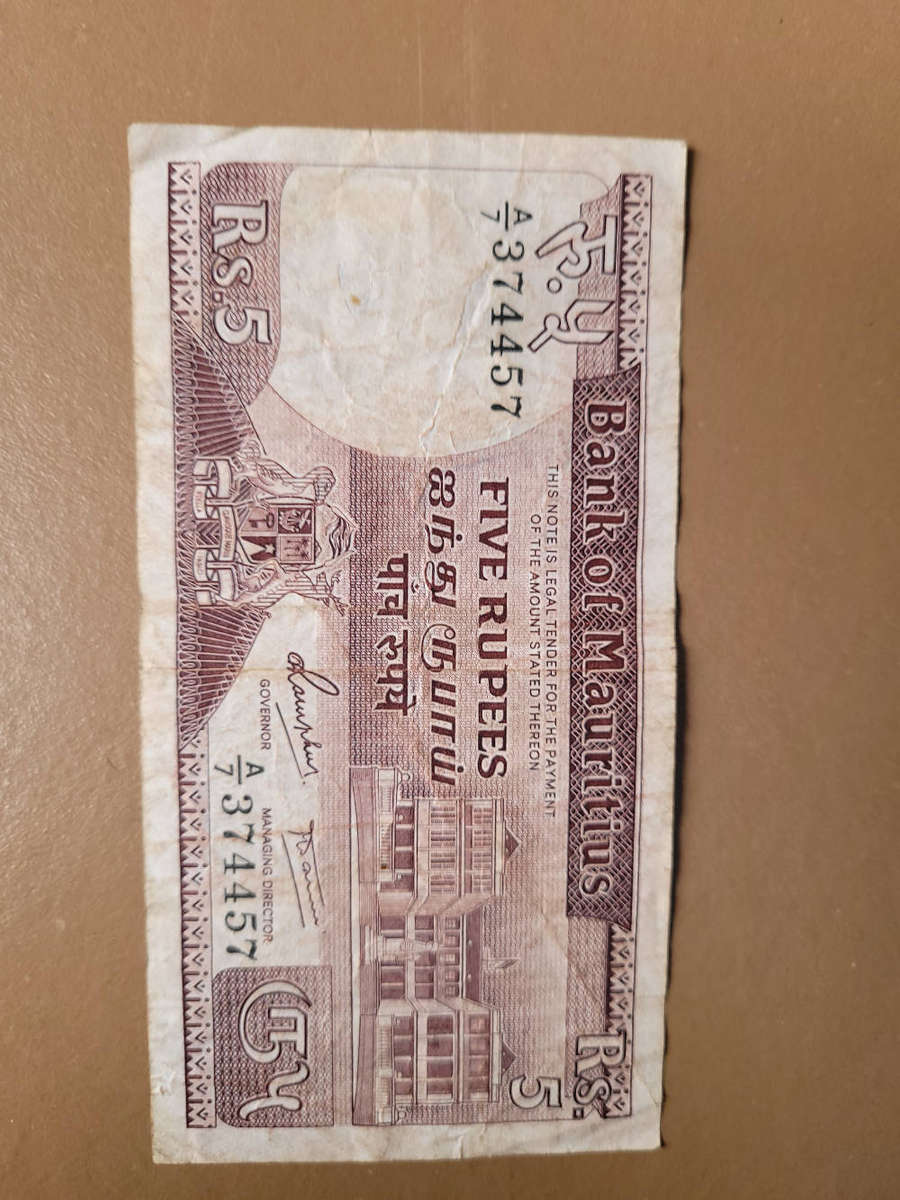 Bank of Mauritius
Rs.
5
रु. ५
A/7 374457
THIS NOTE IS LEGAL TENDER FOR THE PAYMENT
OF THE AMOUNT STATED THEREON
FIVE RUPEES
ஐந்து ரூபாய்
पाँच रूपये
Rs.5
GOVERNOR
MANAGING DIRECTOR
A/7 374457